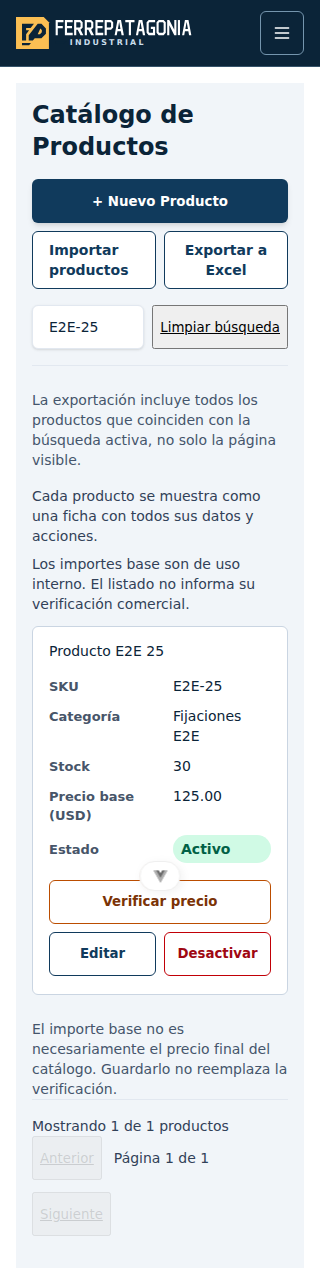 FERREPATAGONIA
INDUSTRIAL
Catálogo de
Productos
+ Nuevo Producto
Importar
productos
Exportar a
Excel
E2E-25
Limpiar búsqueda
La exportación incluye todos los
productos que coinciden con la
búsqueda activa, no solo la página
visible.
Cada producto se muestra como
una ficha con todos sus datos y
acciones.
Los importes base son de uso
interno. El listado no informa su
verificación comercial.
Producto E2E 25
SKU E2E-25
Categoría Fijaciones
E2E
Stock 30
Precio base 125.00
(USD)
Estado Activo
Verificar precio
Editar Desactivar
El importe base no es
necesariamente el precio final del
catálogo. Guardarlo no reemplaza la
verificación.
Mostrando 1 de 1 productos
Anterior Página 1 de 1
Siguiente